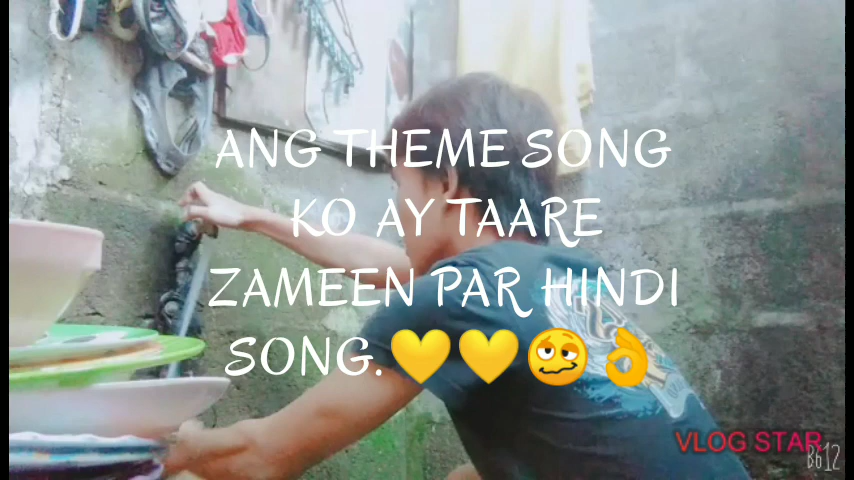 ANG THEME SONG
KO AY TAARE
ZAMEEN PAR HINDI
SONG.💛💛🥴👌
VLOG STAR
B612